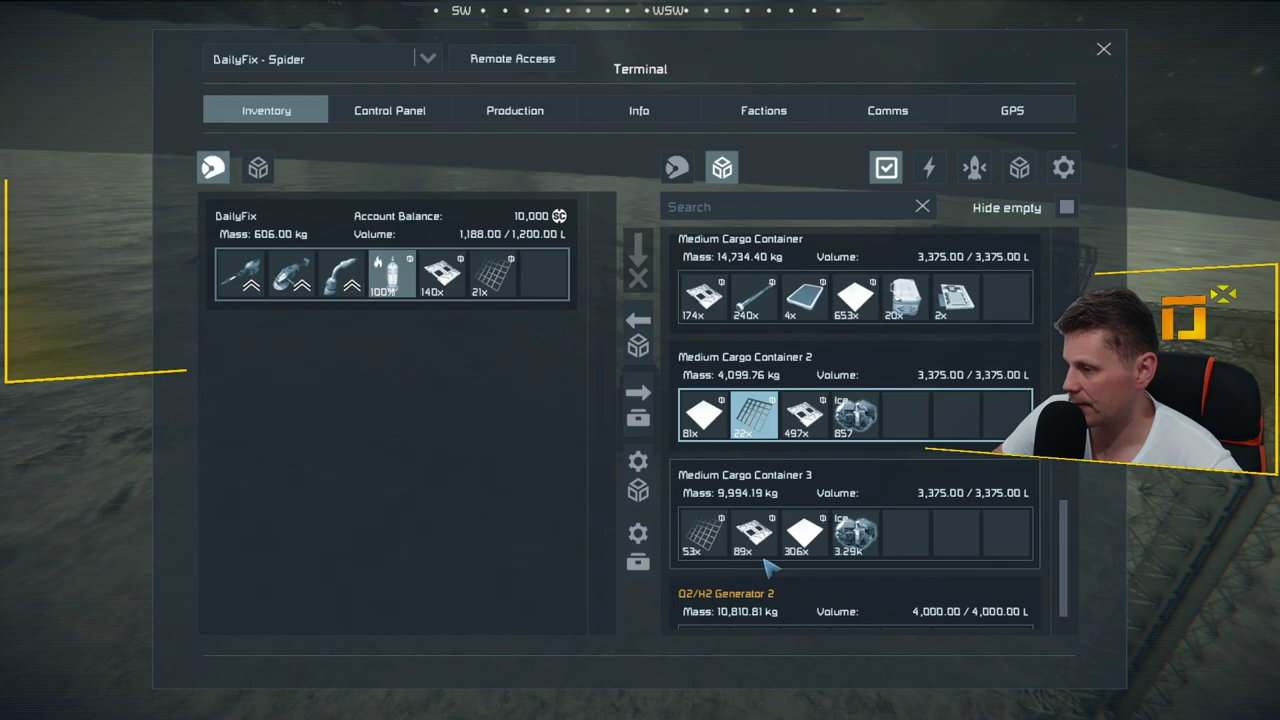 SW
WSW
DailyFix - Spider
Remote Access
Terminal
Inventory
Control Panel
Production
Info
Factions
Comms
GPS
Search
Hide empty
DailyFix
Account Balance:
10,000 SC
Mass: 606.00 kg
Volume:
1,188.00 / 1,200.00 L
100%
140x
21x
Medium Cargo Container
Mass: 14,734.40 kg
Volume:
3,375.00 / 3,375.00 L
174x
240x
4x
653x
20x
2x
Medium Cargo Container 2
Mass: 4,099.76 kg
Volume:
3,375.00 / 3,375.00 L
Ice
81x
22x
497x
857
Medium Cargo Container 3
Mass: 9,994.19 kg
Volume:
3,375.00 / 3,375.00 L
Ice
53x
89x
306x
3.29k
O2/H2 Generator 2
Mass: 10,810.81 kg
Volume:
4,000.00 / 4,000.00 L